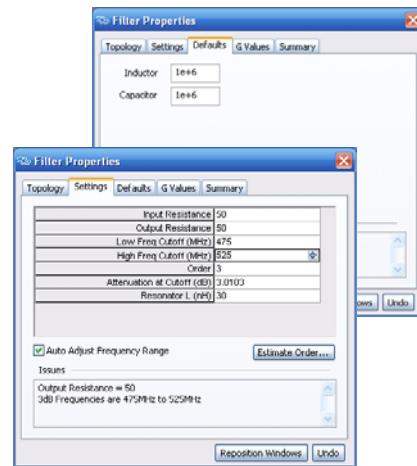 Filter Properties
Topology Settings Defaults G Values Summary
Inductor 1e+6
Capacitor 1e+6
Filter Properties
Topology Settings Defaults G Values Summary
Input Resistance 50
Output Resistance 50
Low Freq Cutoff (MHz) 475
High Freq Cutoff (MHz) 525
Order 3
Attenuation at Cutoff (dB) 3.0103
Resonator L (nH) 30
Auto Adjust Frequency Range
Estimate Order...
Issues
Output Resistance = 50
3dB Frequencies are 475MHz to 525MHz
Reposition Windows Undo
ows Undo